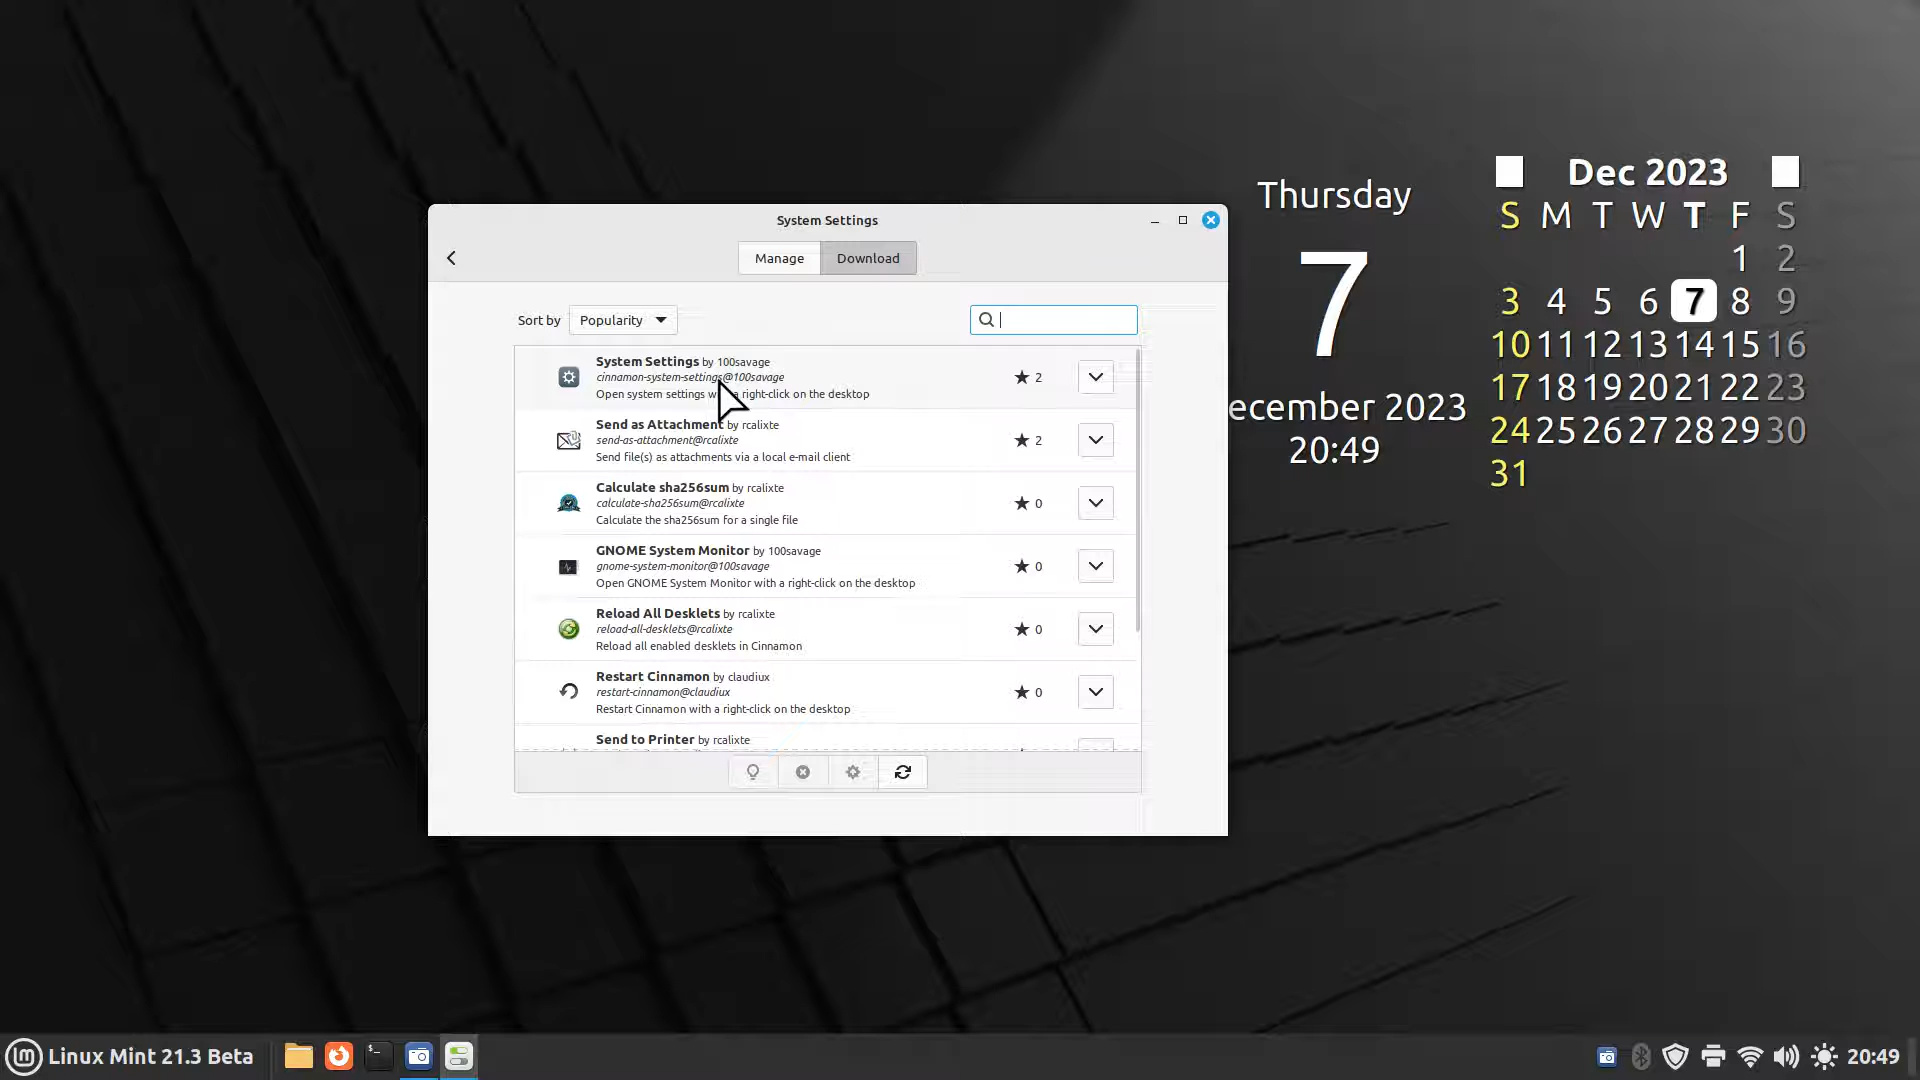 System Settings
Manage
Download
Sort by
Popularity
System Settings by 100savage
cinnamon-system-settings@100savage
Open system settings w right-click on the desktop
2
Send as Attachment by rcalixte
send-as-attachment@rcalixte
Send file(s) as attachments via a local e-mail client
2
Calculate sha256sum by rcalixte
calculate-sha256sum@rcalixte
Calculate the sha256sum for a single file
0
GNOME System Monitor by 100savage
gnome-system-monitor@100savage
Open GNOME System Monitor with a right-click on the desktop
0
Reload All Desklets by rcalixte
reload-all-desklets@rcalixte
Reload all enabled desklets in Cinnamon
0
Restart Cinnamon by claudiux
restart-cinnamon@claudiux
Restart Cinnamon with a right-click on the desktop
0
Send to Printer by rcalixte
Thursday
7
ecember 2023
20:49
Dec 2023
S M T W T F S
1 2
3 4 5 6 7 8 9
10 11 12 13 14 15 16
17 18 19 20 21 22 23
24 25 26 27 28 29 30
31
Linux Mint 21.3 Beta
20:49